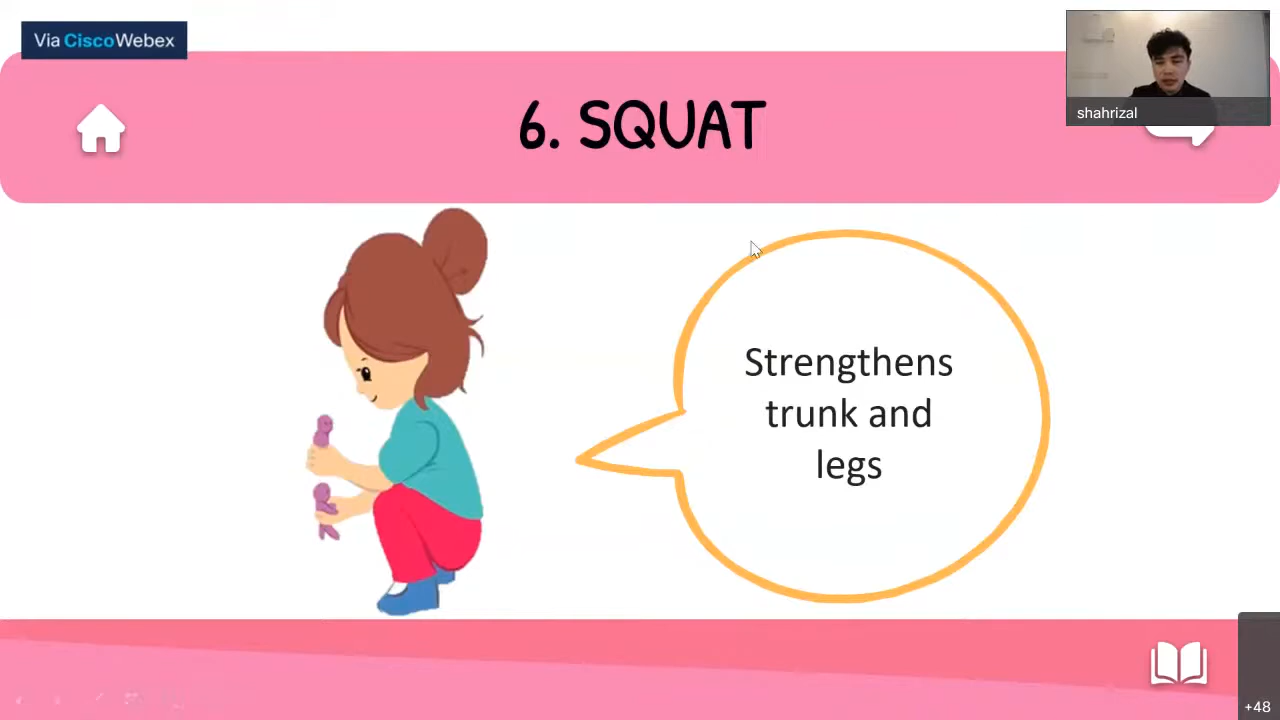 Via CiscoWebex
6. SQUAT
shahrizal
Strengthens
trunk and
legs
+48